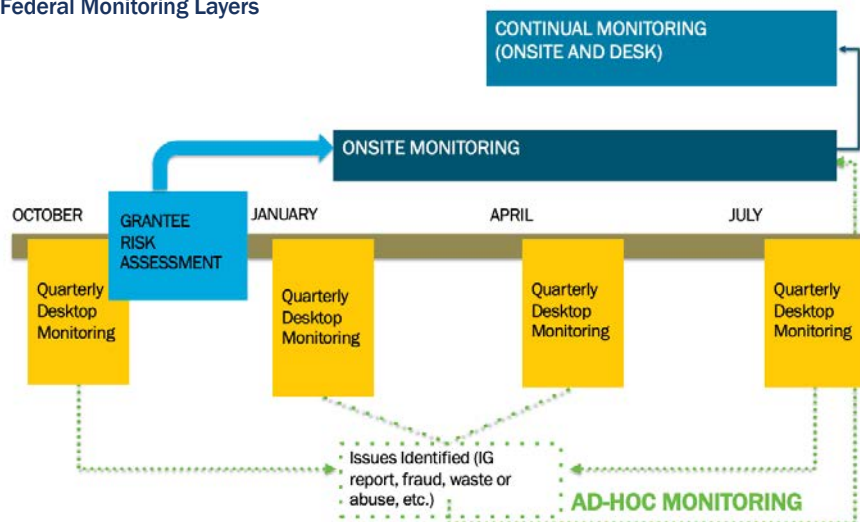 Federal Monitoring Layers
CONTINUAL MONITORING
(ONSITE AND DESK)
ONSITE MONITORING
OCTOBER
GRANTEE
RISK
ASSESSMENT
JANUARY
APRIL
JULY
Quarterly
Desktop
Monitoring
Quarterly
Desktop
Monitoring
Quarterly
Desktop
Monitoring
Quarterly
Desktop
Monitoring
Issues Identified (IG
report, fraud, waste or
abuse, etc.)
AD-HOC MONITORING